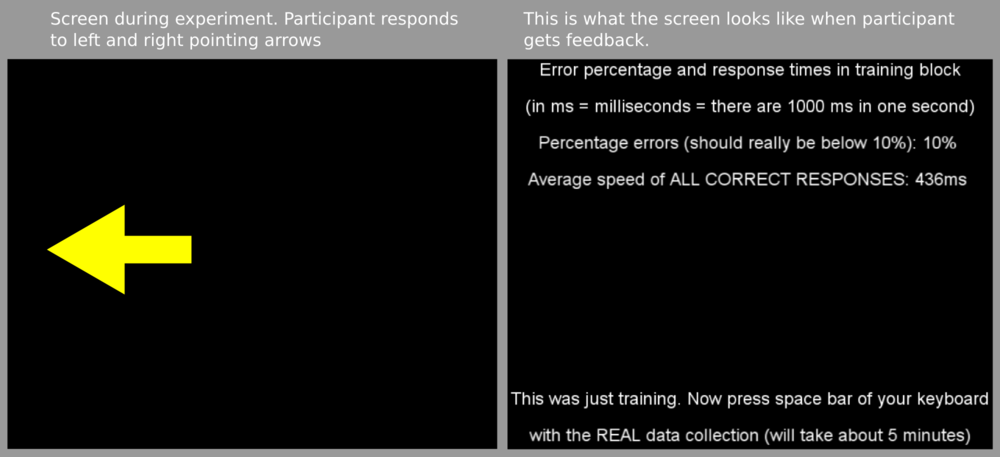 Screen during experiment. Participant responds
to left and right pointing arrows
This is what the screen looks like when participant
gets feedback.
Error percentage and response times in training block
(in ms = milliseconds = there are 1000 ms in one second)
Percentage errors (should really be below 10%): 10%
Average speed of ALL CORRECT RESPONSES: 436ms
This was just training. Now press space bar of your keyboard
with the REAL data collection (will take about 5 minutes)